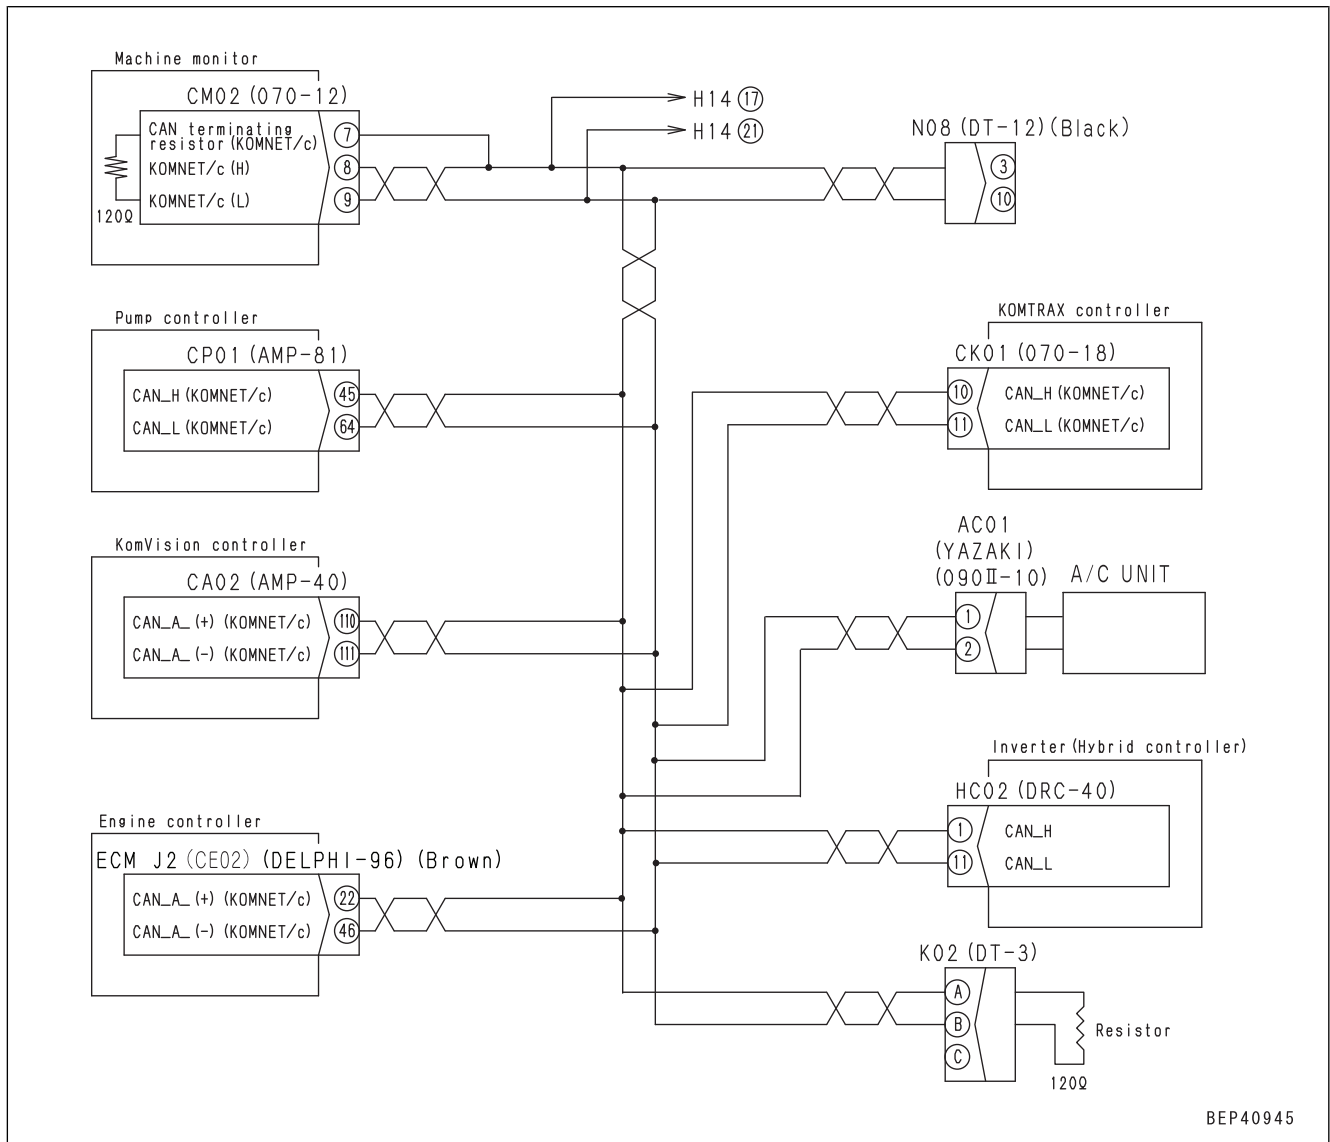 Machine monitor
CM02 (070-12)
CAN terminating
resistor (KOMNET/c)
7
KOMNET/c (H)
8
KOMNET/c (L)
9
120Ω
H14 17
H14 21
N08 (DT-12) (Black)
3
10
Pump controller
CP01 (AMP-81)
CAN_H (KOMNET/c)
45
CAN_L (KOMNET/c)
64
KOMTRAX controller
CK01 (070-18)
10
CAN_H (KOMNET/c)
11
CAN_L (KOMNET/c)
KomVision controller
CA02 (AMP-40)
CAN_A_ (+) (KOMNET/c)
110
CAN_A_ (-) (KOMNET/c)
111
AC01
(YAZAKI)
(090Ⅱ-10)
A/C UNIT
1
2
Engine controller
ECM J2 (CE02) (DELPHI-96) (Brown)
CAN_A_ (+) (KOMNET/c)
22
CAN_A_ (-) (KOMNET/c)
46
Inverter (Hybrid controller)
HC02 (DRC-40)
1
CAN_H
11
CAN_L
K02 (DT-3)
A
B
C
Resistor
120Ω
BEP40945